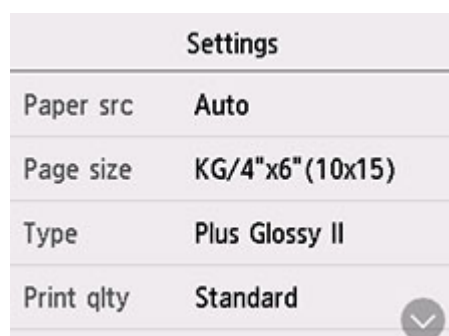 Settings
Paper src Auto
Page size KG/4"x6"(10x15)
Type Plus Glossy II
Print qlty Standard